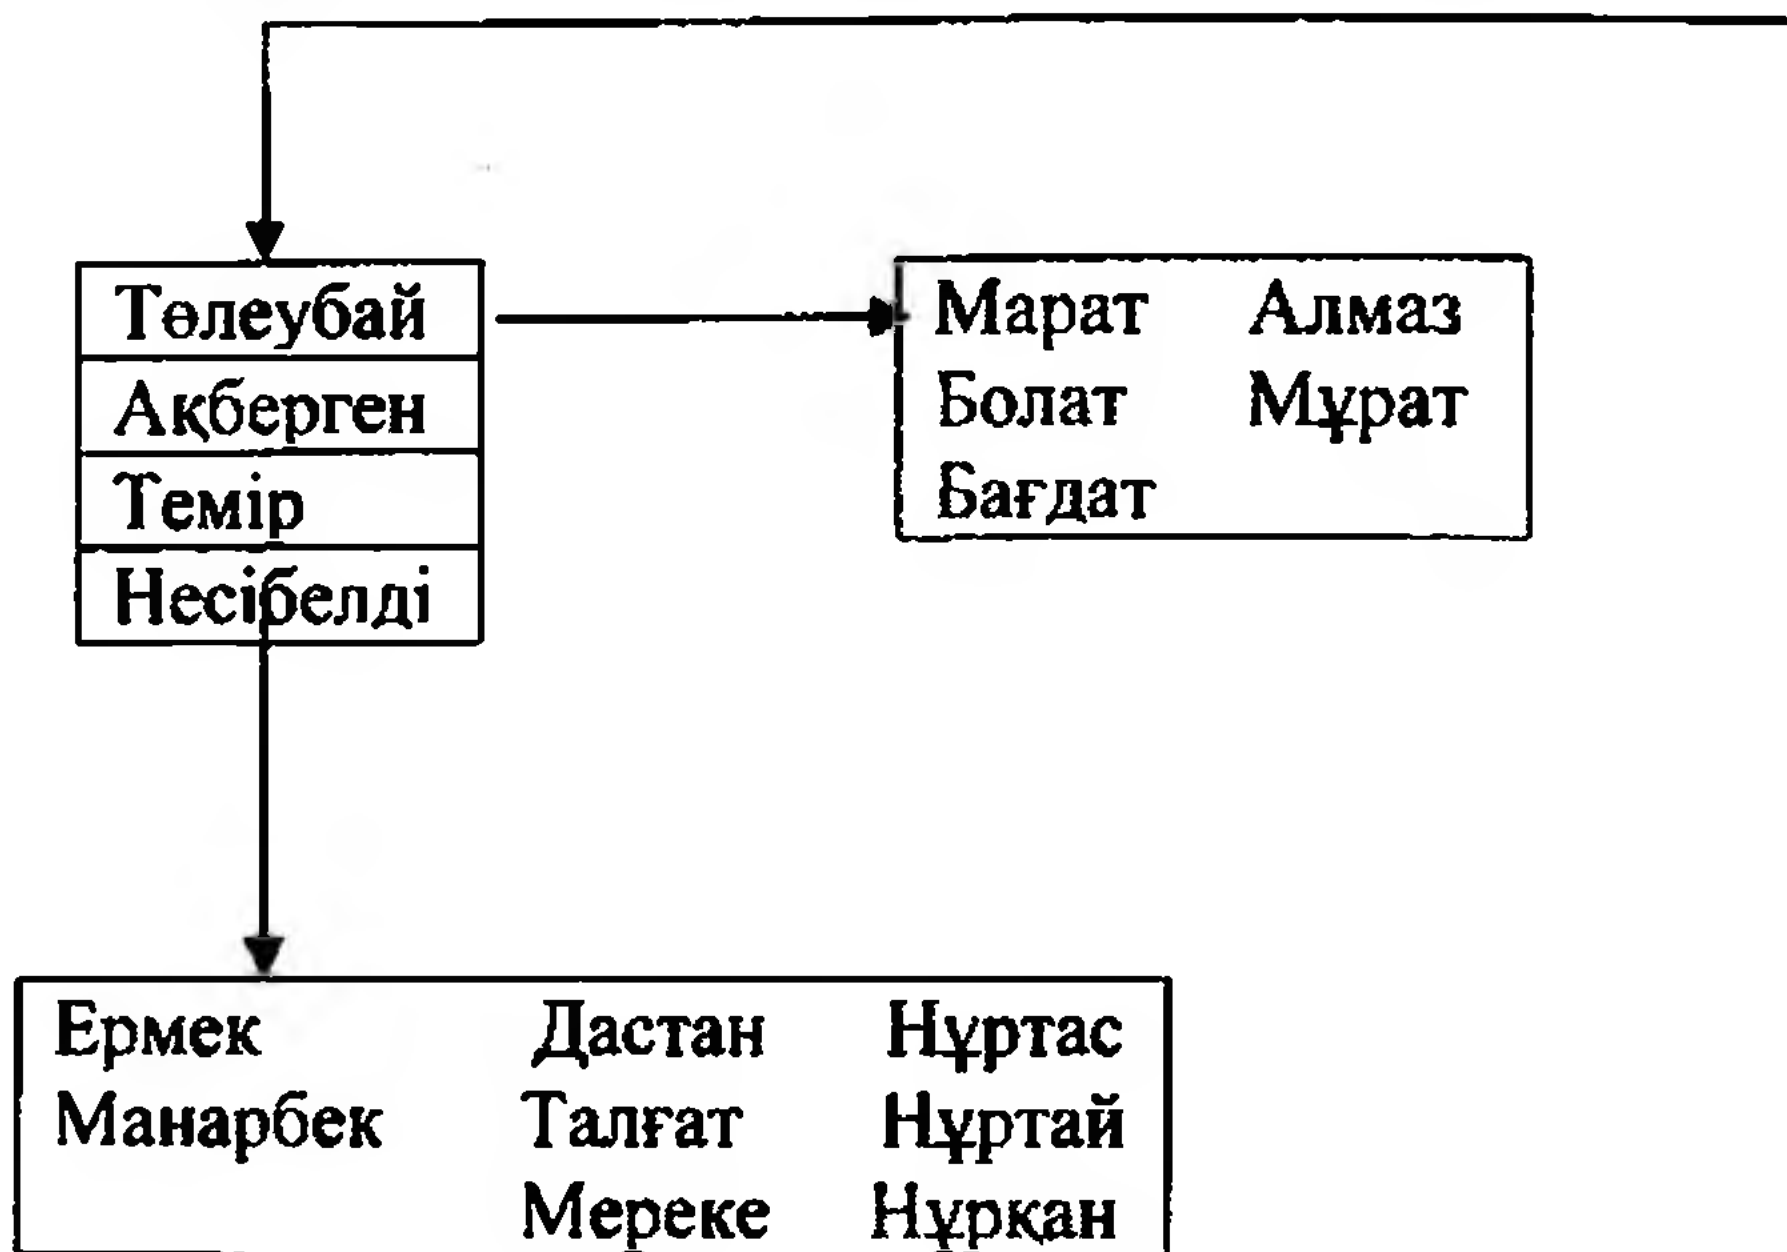 Төлеубай
Ақберген
Темір
Несібелді
Марат Алмаз
Болат Мұрат
Бағдат
Ермек Дастан Нұртас
Манарбек Талғат Нұртай
Мереке Нұрқан